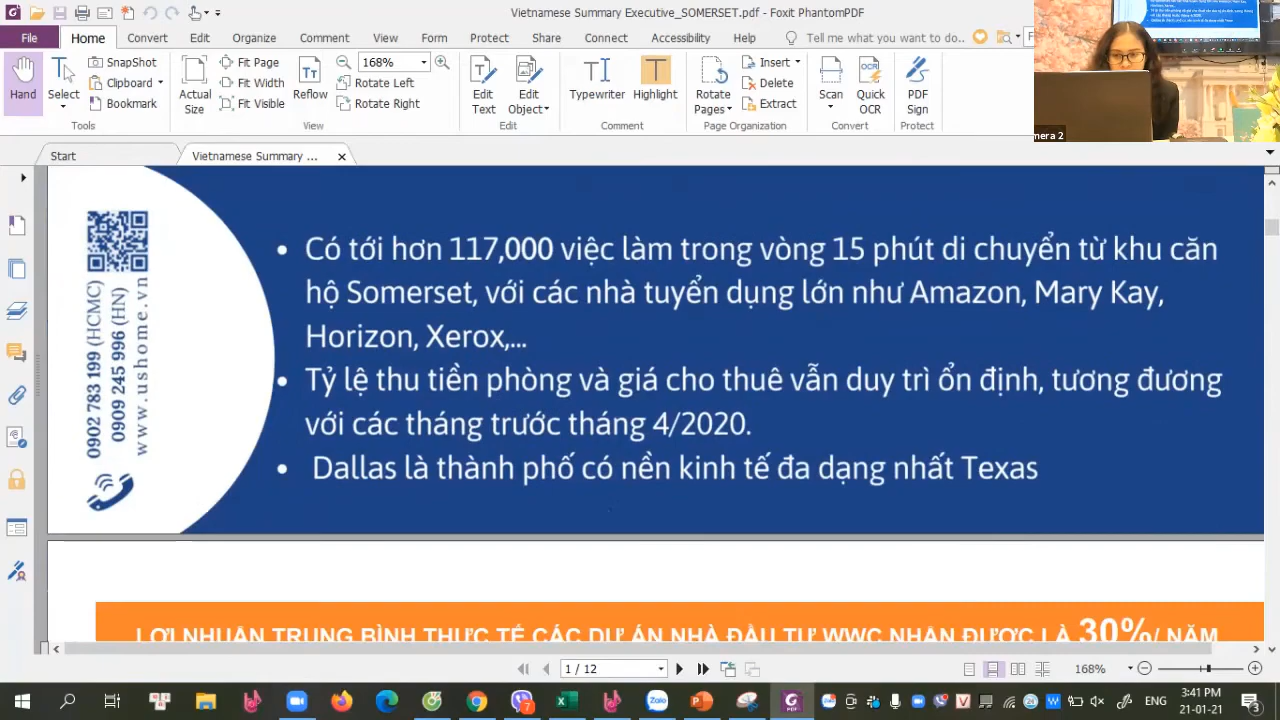 Vietnamese Summary Executive_SOMERSET.pdf - Foxit PhantomPDF
File Home Convert Edit Organize Comment View Form Protect Share Connect Accessibility Help Tell me what you want to do..
Hand
Select
SnapShot
Clipboard
Bookmark
Actual Size
Fit Page
Fit Width
Fit Visible
Reflow
168%
Rotate Left
Rotate Right
Edit Text
Edit Object
Typewriter
Highlight
Rotate Pages
Insert
Delete
Extract
Scan
Quick OCR
PDF Sign
Tools View Edit Comment Page Organization Convert Protect
mera 2
Start
Vietnamese Summary ...
0902 783 199 (HCMC)
0909 245 996 (HN)
www.ushome.vn
• Có tới hơn 117,000 việc làm trong vòng 15 phút di chuyển từ khu căn
hộ Somerset, với các nhà tuyển dụng lớn như Amazon, Mary Kay,
Horizon, Xerox,...
• Tỷ lệ thu tiền phòng và giá cho thuê vẫn duy trì ổn định, tương đương
với các tháng trước tháng 4/2020.
• Dallas là thành phố có nền kinh tế đa dạng nhất Texas
LỢI NHUẬN TRUNG BÌNH THỰC TẾ CÁC DỰ ÁN NHÀ ĐẦU TƯ WWC NHẬN ĐƯỢC LÀ 30%/ NĂM
1 / 12
168%
7
Zalo
26
ENG
3:41 PM
21-01-21
3